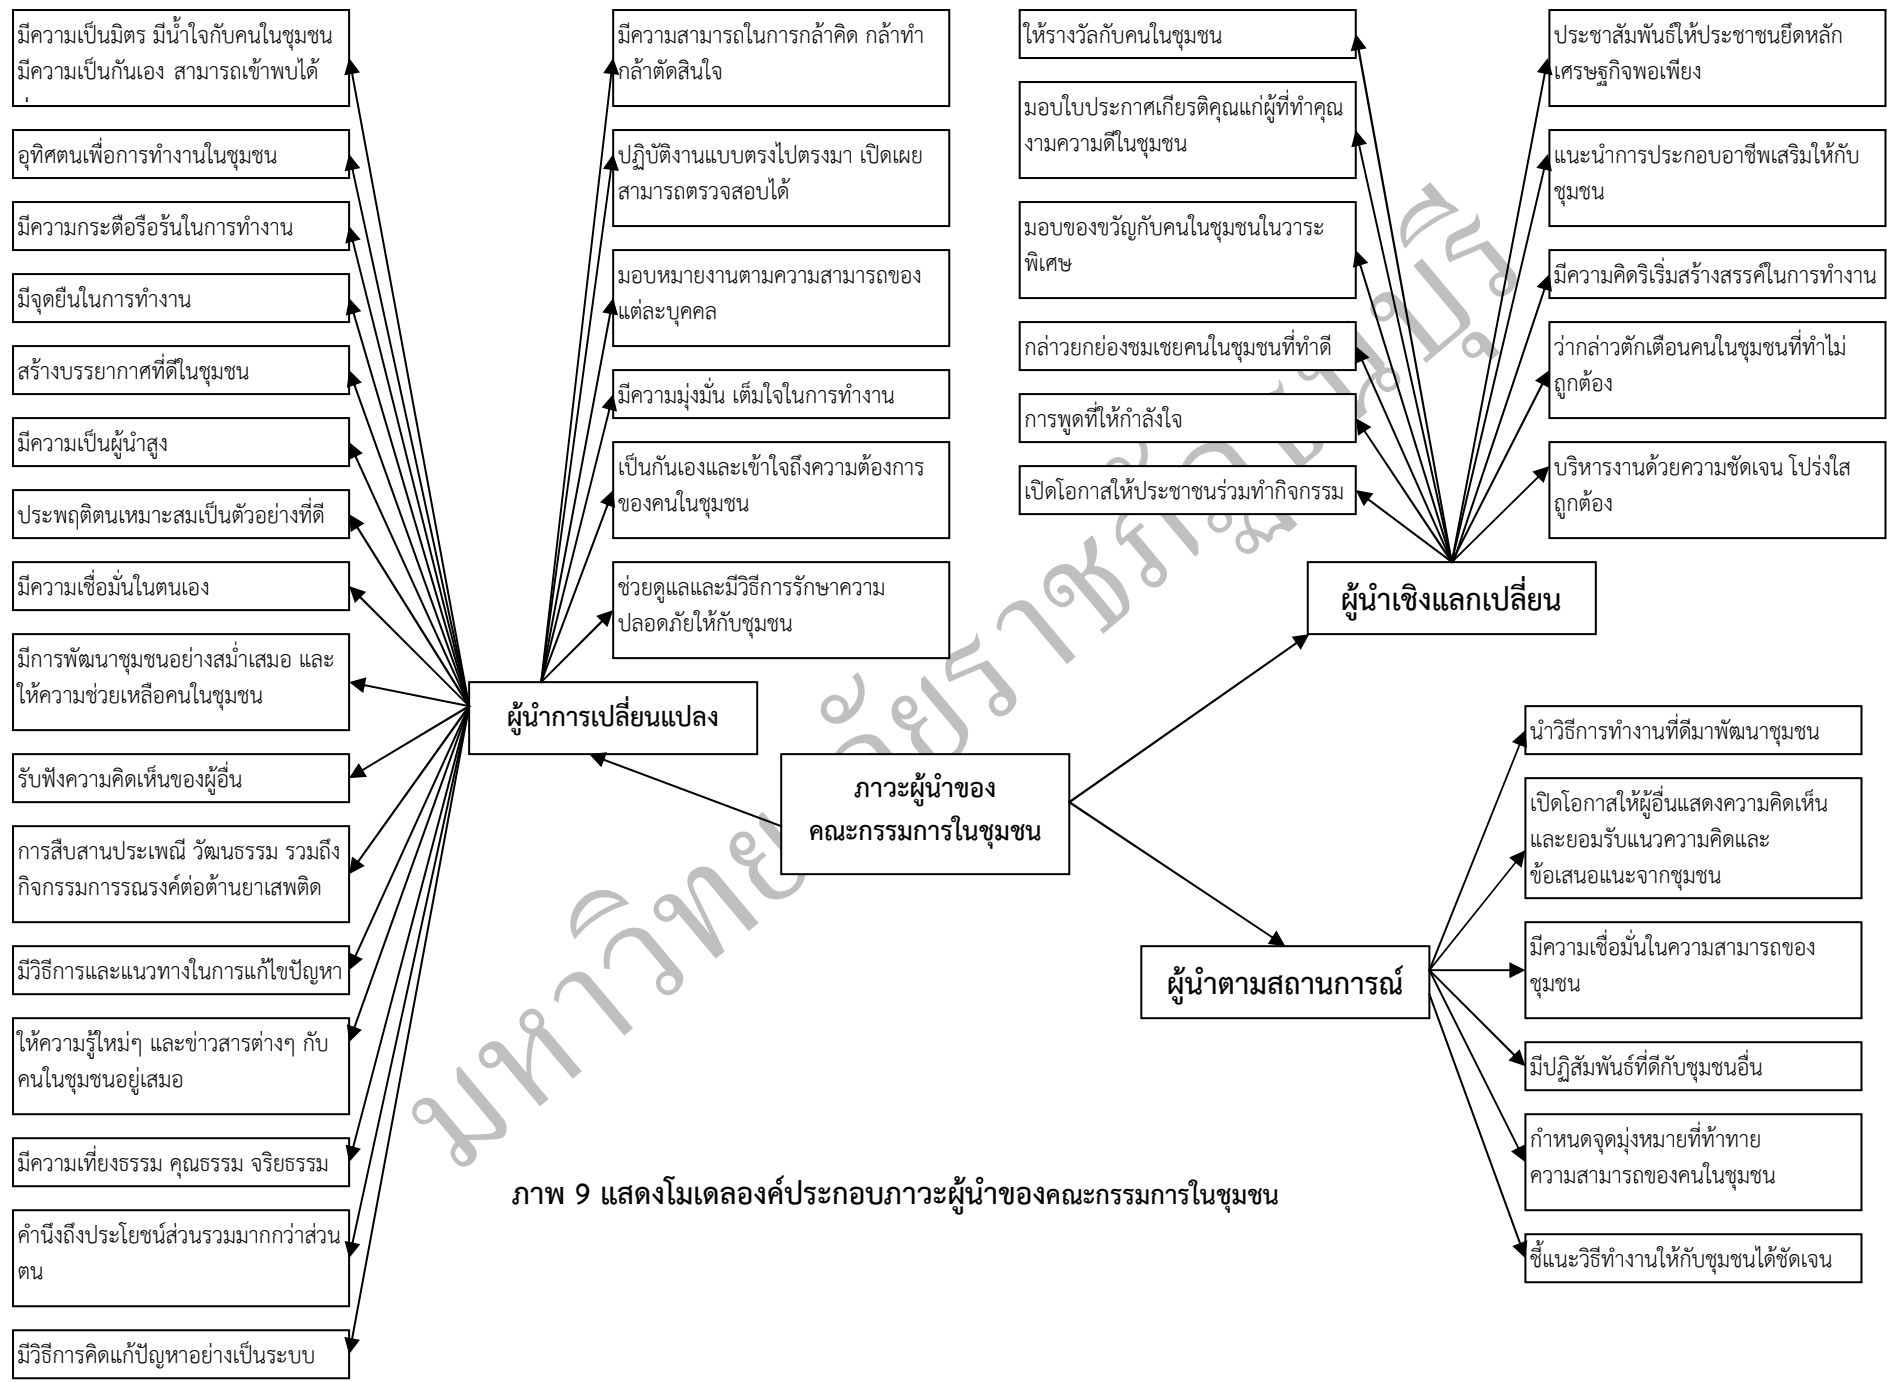 มีความเป็นมิตร มีน้ำใจกับคนในชุมชน
มีความเป็นกันเอง สามารถเข้าพบได้
อุทิศตนเพื่อการทำงานในชุมชน
มีความกระตือรือร้นในการทำงาน
มีจุดยืนในการทำงาน
สร้างบรรยากาศที่ดีในชุมชน
มีความเป็นผู้นำสูง
ประพฤติตนเหมาะสมเป็นตัวอย่างที่ดี
มีความเชื่อมั่นในตนเอง
มีการพัฒนาชุมชนอย่างสม่ำเสมอ และ
ให้ความช่วยเหลือคนในชุมชน
รับฟังความคิดเห็นของผู้อื่น
การสืบสานประเพณี วัฒนธรรม รวมถึง
กิจกรรมการรณรงค์ต่อต้านยาเสพติด
มีวิธีการและแนวทางในการแก้ไขปัญหา
ให้ความรู้ใหม่ๆ และข่าวสารต่างๆ กับ
คนในชุมชนอยู่เสมอ
มีความเที่ยงธรรม คุณธรรม จริยธรรม
คำนึงถึงประโยชน์ส่วนรวมมากกว่าส่วน
ตน
มีวิธีการคิดแก้ปัญหาอย่างเป็นระบบ
มีความสามารถในการกล้าคิด กล้าทำ
กล้าตัดสินใจ
ปฏิบัติงานแบบตรงไปตรงมา เปิดเผย
สามารถตรวจสอบได้
มอบหมายงานตามความสามารถของ
แต่ละบุคคล
มีความมุ่งมั่น เต็มใจในการทำงาน
เป็นกันเองและเข้าใจถึงความต้องการ
ของคนในชุมชน
ช่วยดูแลและมีวิธีการรักษาความ
ปลอดภัยให้กับชุมชน
ผู้นำการเปลี่ยนแปลง
ภาวะผู้นำของ
คณะกรรมการในชุมชน
ให้รางวัลกับคนในชุมชน
มอบใบประกาศเกียรติคุณแก่ผู้ที่ทำคุณ
งามความดีในชุมชน
มอบของขวัญกับคนในชุมชนในวาระ
พิเศษ
กล่าวยกย่องชมเชยคนในชุมชนที่ทำดี
การพูดที่ให้กำลังใจ
เปิดโอกาสให้ประชาชนร่วมทำกิจกรรม
ประชาสัมพันธ์ให้ประชาชนยึดหลัก
เศรษฐกิจพอเพียง
แนะนำการประกอบอาชีพเสริมให้กับ
ชุมชน
มีความคิดริเริ่มสร้างสรรค์ในการทำงาน
ว่ากล่าวตักเตือนคนในชุมชนที่ทำไม่
ถูกต้อง
บริหารงานด้วยความชัดเจน โปร่งใส
ถูกต้อง
ผู้นำเชิงแลกเปลี่ยน
ผู้นำตามสถานการณ์
นำวิธีการทำงานที่ดีมาพัฒนาชุมชน
เปิดโอกาสให้ผู้อื่นแสดงความคิดเห็น
และยอมรับแนวความคิดและ
ข้อเสนอแนะจากชุมชน
มีความเชื่อมั่นในความสามารถของ
ชุมชน
มีปฏิสัมพันธ์ที่ดีกับชุมชนอื่น
กำหนดจุดมุ่งหมายที่ท้าทาย
ความสามารถของคนในชุมชน
ชี้แนะวิธีทำงานให้กับชุมชนได้ชัดเจน
ภาพ 9 แสดงโมเดลองค์ประกอบภาวะผู้นำของคณะกรรมการในชุมชน